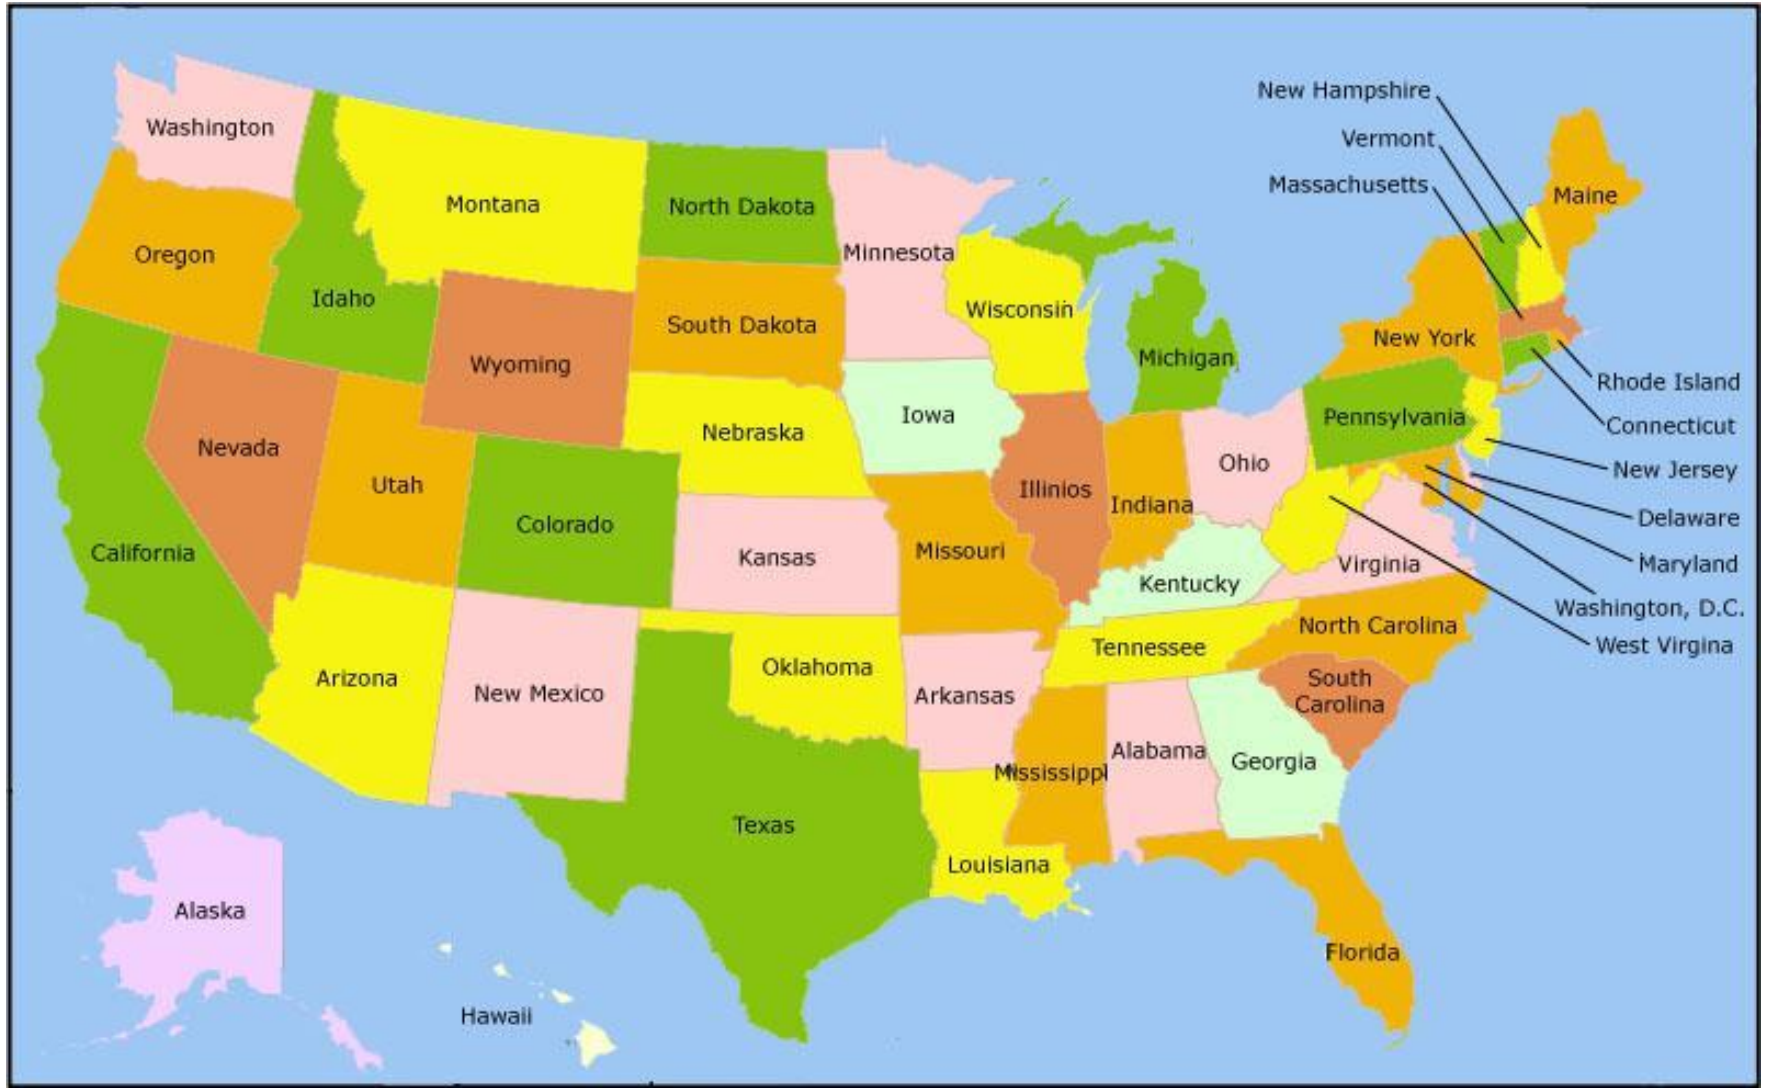 New Hampshire
Vermont
Massachusetts
Maine
Washington
Montana
North Dakota
Minnesota
Oregon
Idaho
Wisconsin
South Dakota
New York
Michigan
Wyoming
Rhode Island
Iowa
Pennsylvania
Connecticut
Nebraska
Nevada
Ohio
New Jersey
Utah
Illinios
Indiana
Colorado
Delaware
California
Kansas
Missouri
Virginia
Maryland
Kentucky
Washington, D.C.
North Carolina
West Virgina
Tennessee
Oklahoma
Arizona
New Mexico
Arkansas
South
Carolina
Alabama
Georgia
Mississippi
Texas
Louisiana
Alaska
Florida
Hawaii